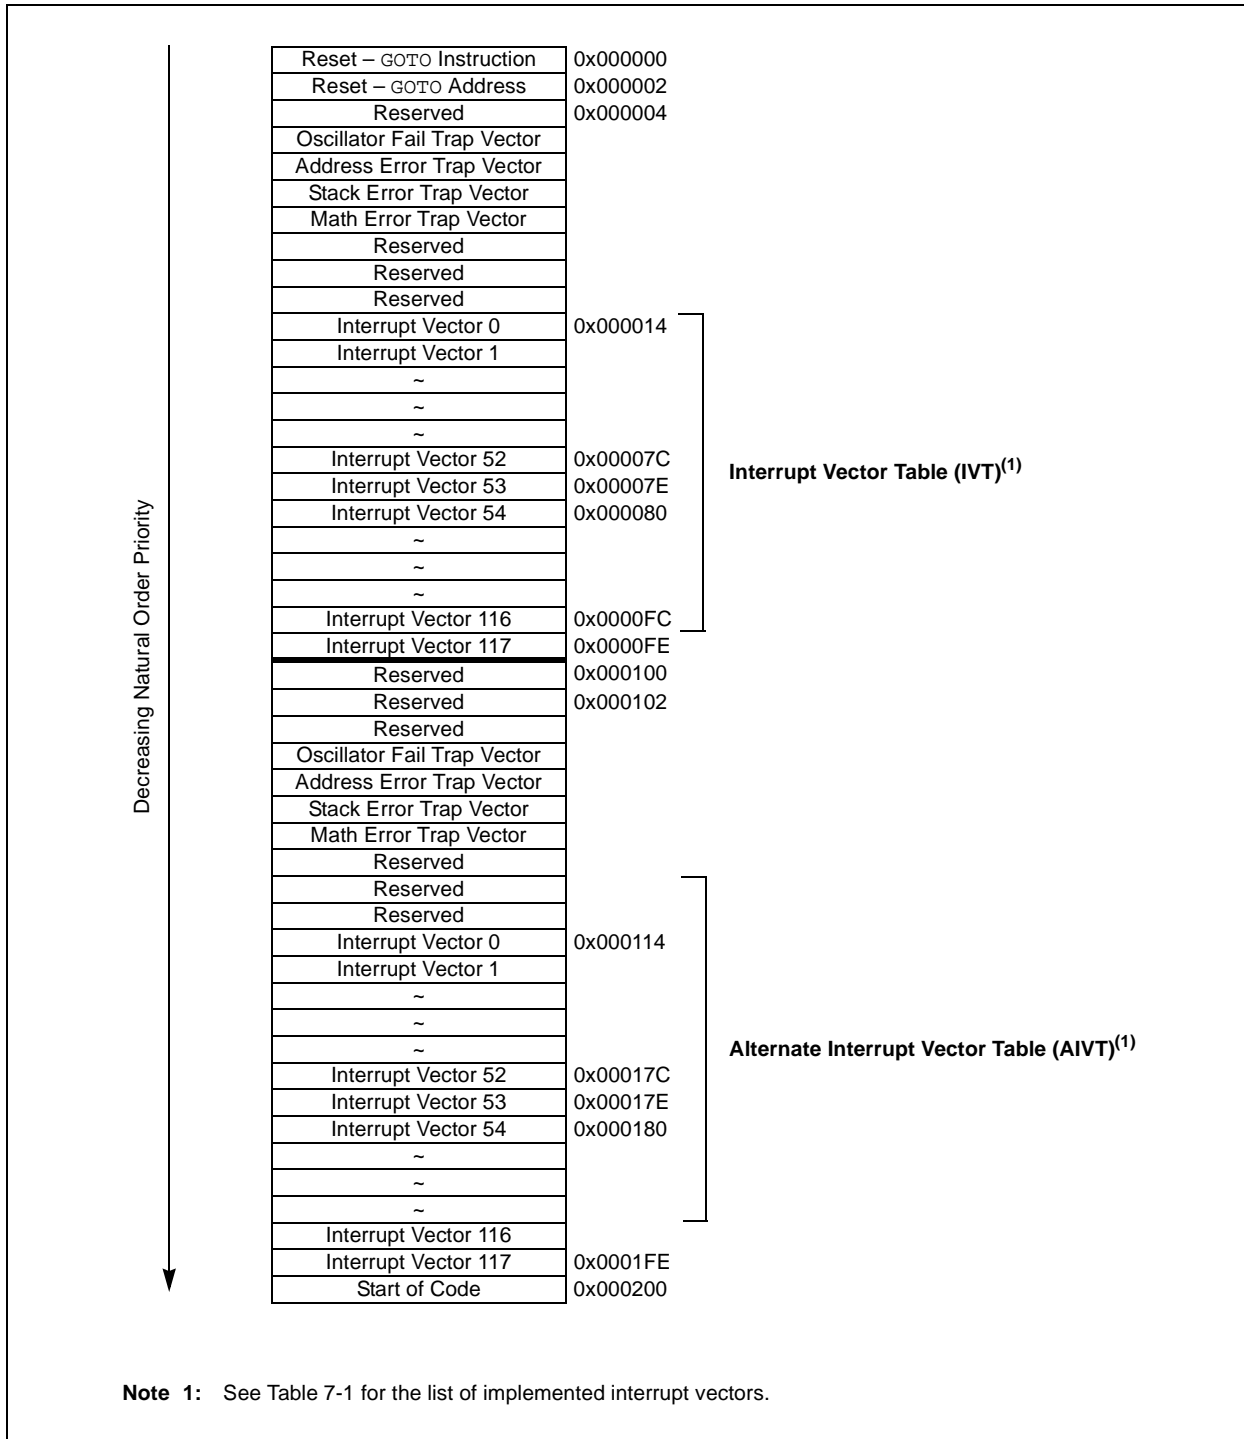 Reset – GOTO Instruction 0x000000
Reset – GOTO Address 0x000002
Reserved 0x000004
Oscillator Fail Trap Vector
Address Error Trap Vector
Stack Error Trap Vector
Math Error Trap Vector
Reserved
Reserved
Reserved
Interrupt Vector 0 0x000014
Interrupt Vector 1
~
~
~
Interrupt Vector 52 0x00007C
Interrupt Vector 53 0x00007E
Interrupt Vector 54 0x000080
~
~
~
Interrupt Vector 116 0x0000FC
Interrupt Vector 117 0x0000FE
Reserved 0x000100
Reserved 0x000102
Reserved
Oscillator Fail Trap Vector
Address Error Trap Vector
Stack Error Trap Vector
Math Error Trap Vector
Reserved
Reserved
Reserved
Interrupt Vector 0 0x000114
Interrupt Vector 1
~
~
~
Interrupt Vector 52 0x00017C
Interrupt Vector 53 0x00017E
Interrupt Vector 54 0x000180
~
~
~
Interrupt Vector 116
Interrupt Vector 117 0x0001FE
Start of Code 0x000200
Decreasing Natural Order Priority
Interrupt Vector Table (IVT)(1)
Alternate Interrupt Vector Table (AIVT)(1)
Note 1: See Table 7-1 for the list of implemented interrupt vectors.